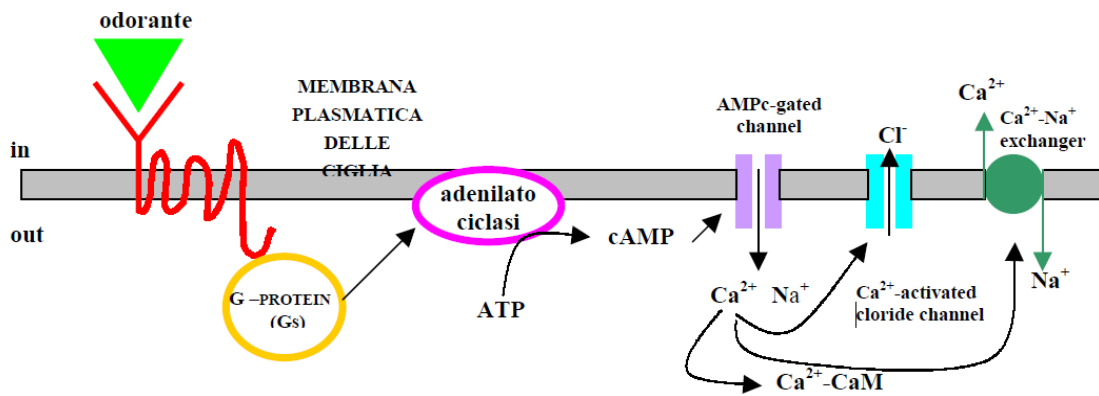 odorante
MEMBRANA
PLASMATICA
DELLE
CIGLIA
in
out
adenilato
ciclasi
G –PROTEIN
(Gs)
ATP
cAMP
AMPc-gated
channel
Cl⁻
Ca²⁺
Ca²⁺-Na⁺
exchanger
Ca²⁺ Na⁺
Ca²⁺-activated
cloride channel
Na⁺
Ca²⁺-CaM